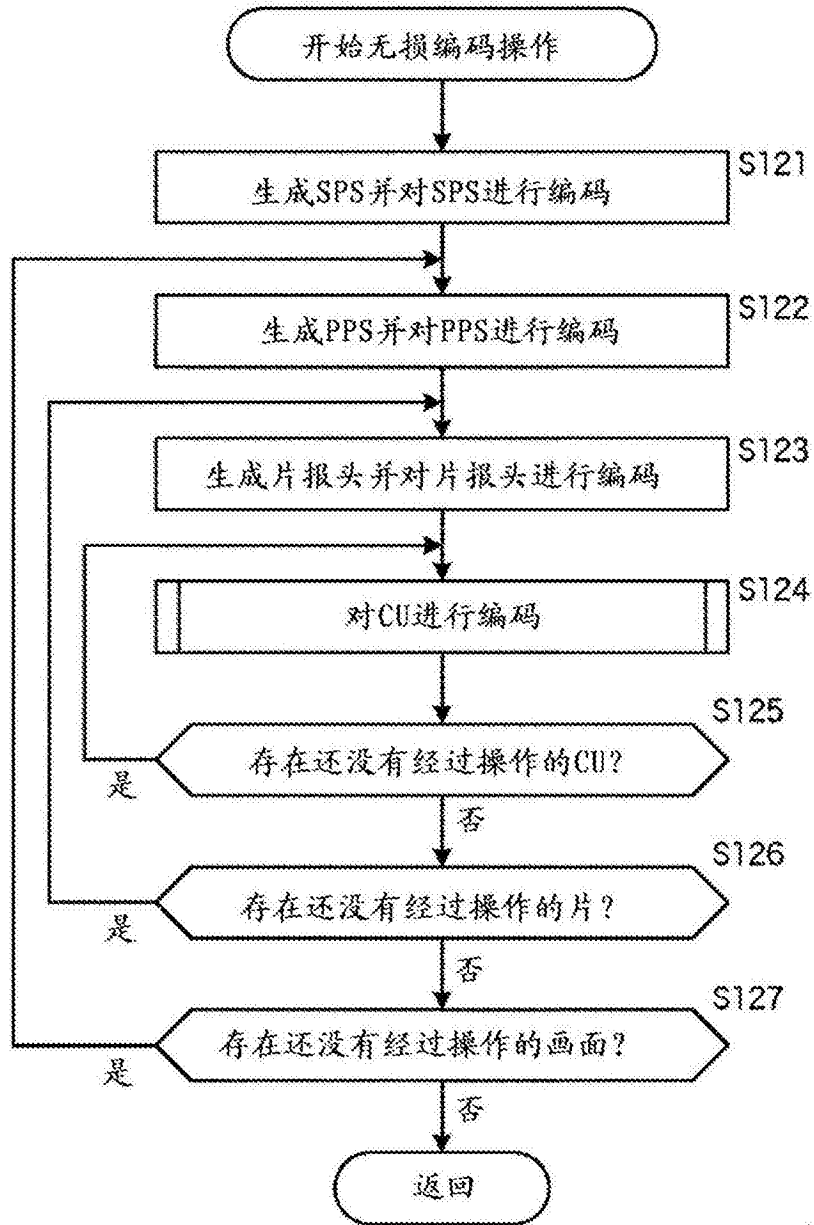 开始无损编码操作
S121
生成SPS并对SPS进行编码
S122
生成PPS并对PPS进行编码
S123
生成片报头并对片报头进行编码
S124
对CU进行编码
S125
存在还没有经过操作的CU?
是
否
S126
存在还没有经过操作的片?
是
否
S127
存在还没有经过操作的画面?
是
否
返回